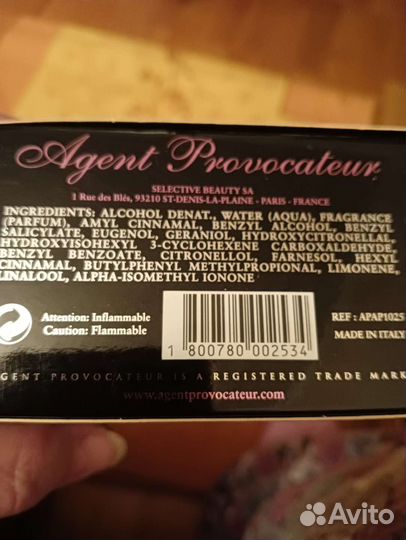 Agent Provocateur
SELECTIVE BEAUTY SA
1 Rue des Blés, 93210 ST-DENIS-LA-PLAINE - PARIS - FRANCE
INGREDIENTS: ALCOHOL DENAT., WATER (AQUA), FRAGRANCE
(PARFUM), AMYL CINNAMAL, BENZYL ALCOHOL, BENZYL
SALICYLATE, EUGENOL, GERANIOL, HYDROXYCITRONELLAL,
HYDROXYISOHEXYL 3-CYCLOHEXENE CARBOXALDEHYDE
BENZYL BENZOATE, CITRONELLOL, FARNESOL, HEXYL
CINNAMAL, BUTYLPHENYL METHYLPROPIONAL, LIMONENE,
LINALOOL, ALPHA-ISOMETHYL IONONE
Attention: Inflammable
Caution: Flammable
1 800780 002534
REF : APAP1025
MADE IN ITALY
GENT PROVOCATEUR IS A REGISTERED TRADE MARK
www.agentprovocateur.com
Avito